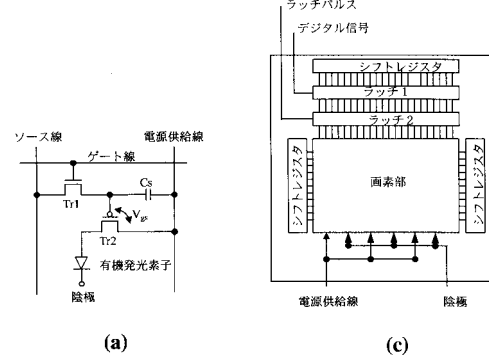 ソース線
電源供給線
ゲート線
Cs
Tr1
Vgs
Tr2
有機発光素子
陰極
(a)
ラッチパルス
デジタル信号
シフトレジスタ
ラッチ1
ラッチ2
シフトレジスタ
画素部
シフトレジスタ
電源供給線
陰極
(c)